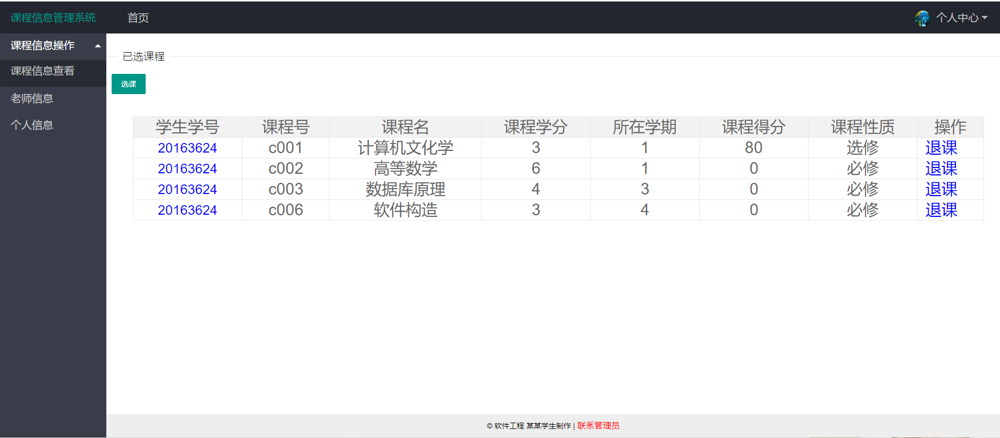 课程信息管理系统 首页 个人中心
课程信息操作
课程信息查看
老师信息
个人信息
已选课程
选课
学生学号 课程号 课程名 课程学分 所在学期 课程得分 课程性质 操作
20163624 c001 计算机文化学 3 1 80 选修 退课
20163624 c002 高等数学 6 1 0 必修 退课
20163624 c003 数据库原理 4 3 0 必修 退课
20163624 c006 软件构造 3 4 0 必修 退课
© 软件工程 某某学生制作 | 联系管理员